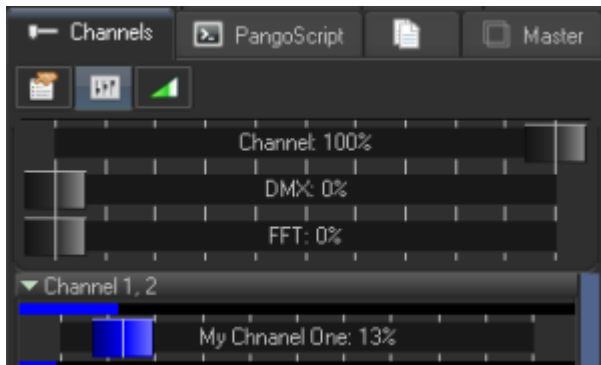 Channels PangoScript Master
Channel: 100%
DMX: 0%
FFT: 0%
Channel 1, 2
My Chnanel One: 13%